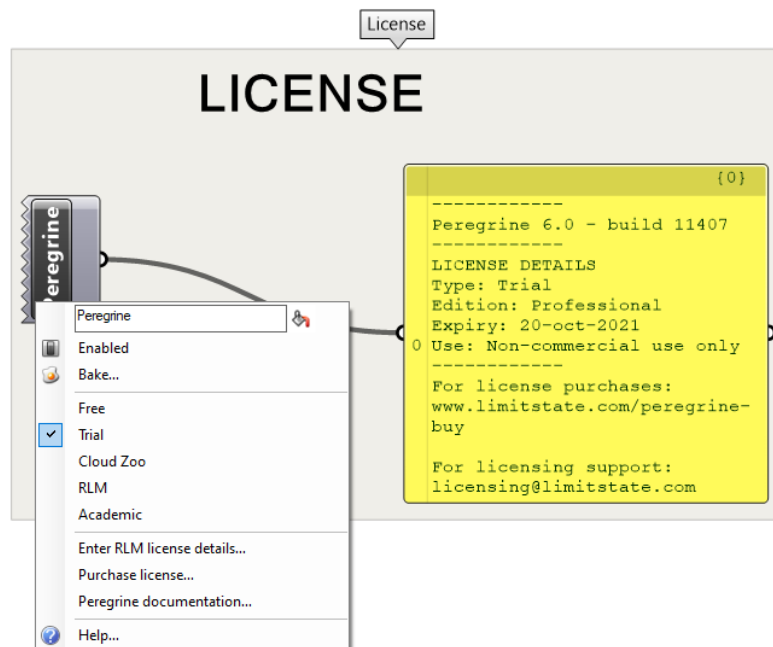 License
LICENSE
Peregrine
{0}
------------
Peregrine 6.0 - build 11407
------------
LICENSE DETAILS
Type: Trial
Edition: Professional
Expiry: 20-oct-2021
0 Use: Non-commercial use only
------------
For license purchases:
www.limitstate.com/peregrine-
buy
For licensing support:
licensing@limitstate.com
Peregrine
Enabled
Bake...
Free
Trial
Cloud Zoo
RLM
Academic
Enter RLM license details...
Purchase license...
Peregrine documentation...
Help...